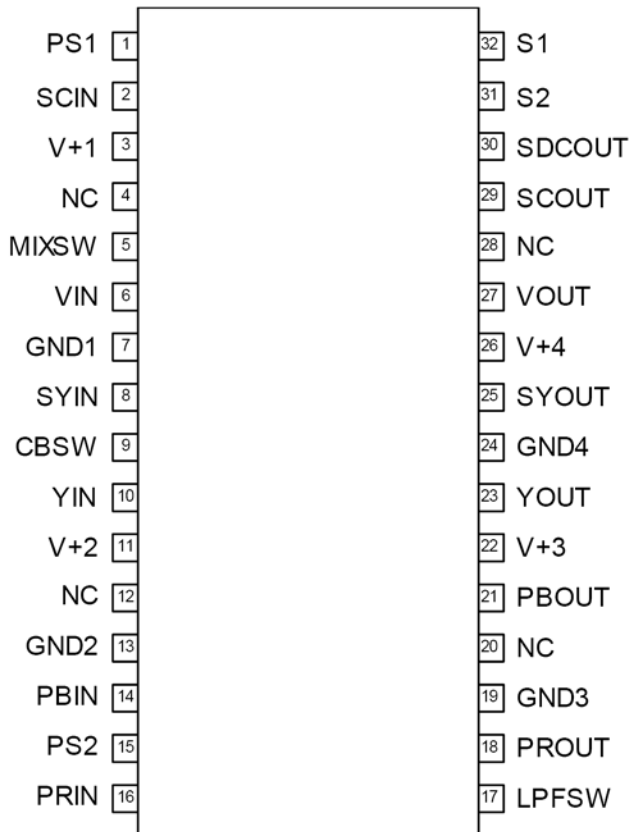 PS1 1 32 S1
SCIN 2 31 S2
V+1 3 30 SDCOUT
NC 4 29 SCOUT
MIXSW 5 28 NC
VIN 6 27 VOUT
GND1 7 26 V+4
SYIN 8 25 SYOUT
CBSW 9 24 GND4
YIN 10 23 YOUT
V+2 11 22 V+3
NC 12 21 PBOUT
GND2 13 20 NC
PBIN 14 19 GND3
PS2 15 18 PROUT
PRIN 16 17 LPFSW